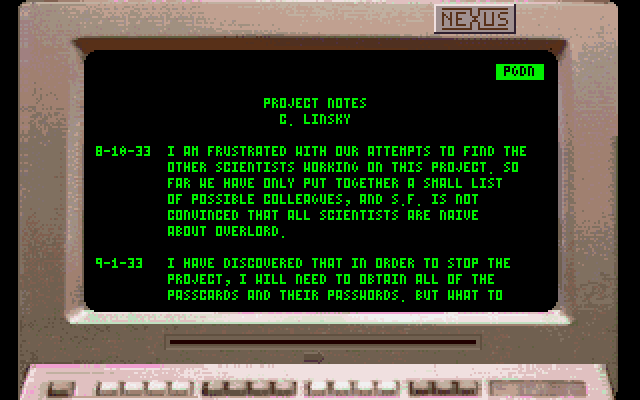 NEXUS
PGDN
PROJECT NOTES
C. LINSKY
8-10-33 I AM FRUSTRATED WITH OUR ATTEMPTS TO FIND THE
OTHER SCIENTISTS WORKING ON THIS PROJECT. SO
FAR WE HAVE ONLY PUT TOGETHER A SMALL LIST
OF POSSIBLE COLLEAGUES, AND S.F. IS NOT
CONVINCED THAT ALL SCIENTISTS ARE NAIVE
ABOUT OVERLORD.
9-1-33 I HAVE DISCOVERED THAT IN ORDER TO STOP THE
PROJECT, I WILL NEED TO OBTAIN ALL OF THE
PASSCARDS AND THEIR PASSWORDS. BUT WHAT TO